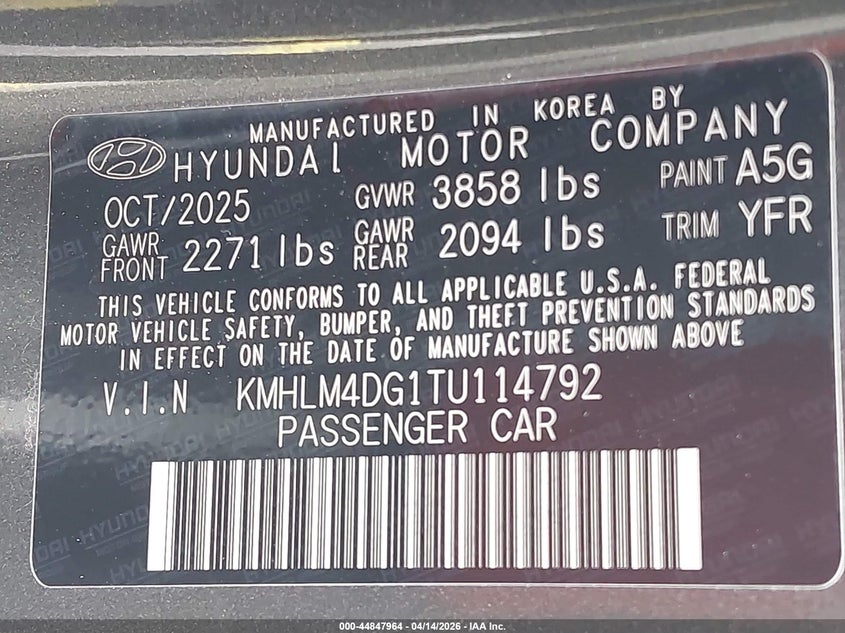 MANUFACTURED IN KOREA BY
HYUNDAI MOTOR COMPANY
OCT/2025 GVWR 3858 lbs PAINT A5G
GAWR FRONT 2271 lbs GAWR REAR 2094 lbs TRIM YFR
THIS VEHICLE CONFORMS TO ALL APPLICABLE U.S.A. FEDERAL
MOTOR VEHICLE SAFETY, BUMPER, AND THEFT PREVENTION STANDARDS
IN EFFECT ON THE DATE OF MANUFACTURE SHOWN ABOVE
V.I.N KMHLM4DG1TU114792
PASSENGER CAR
000-44847964 - 04/14/2026 - IAA Inc.